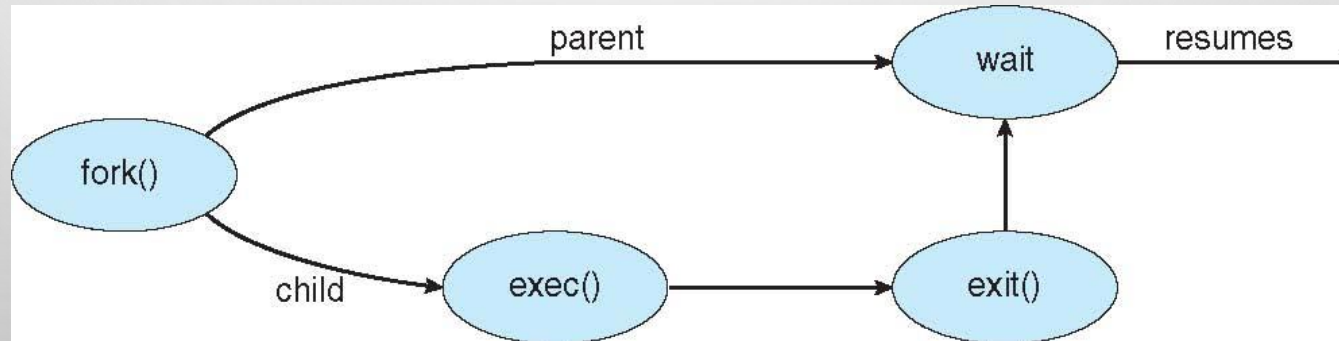 parent
wait
resumes
fork()
child
exec()
exit()